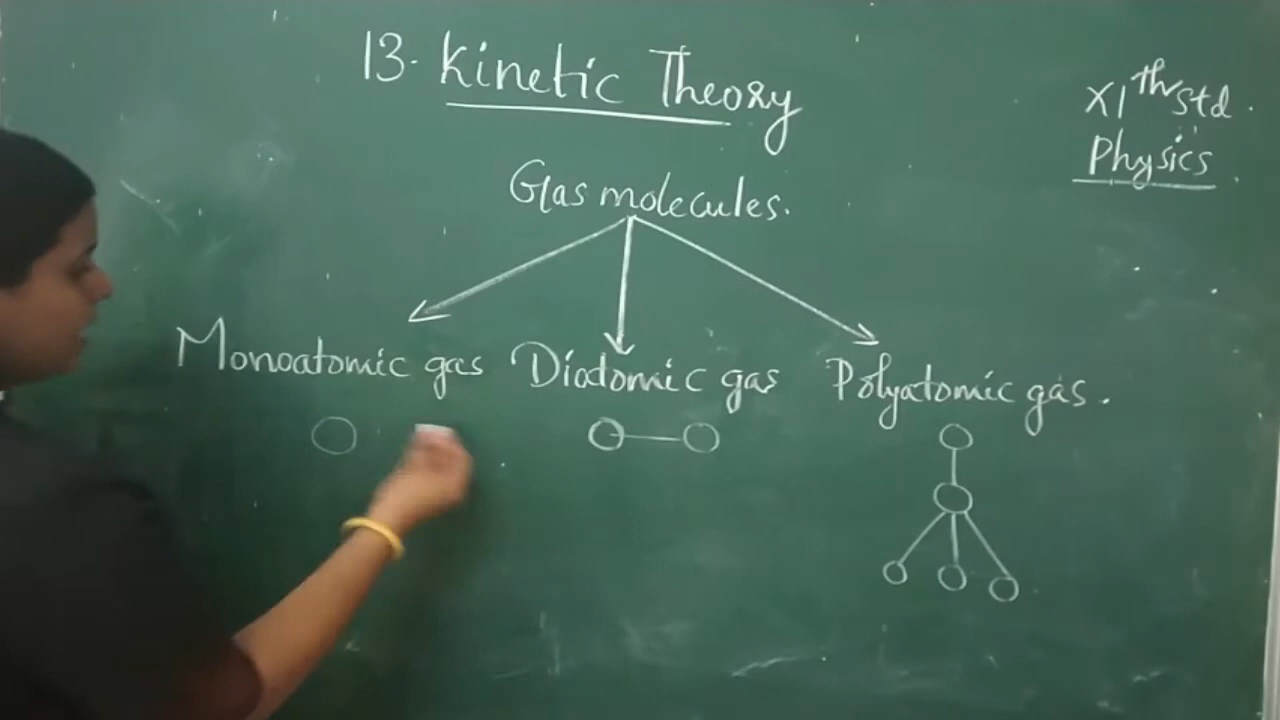 13. Kinetic Theory
XIth std.
Physics
Gas molecules.
Monoatomic gas
Diatomic gas
Polyatomic gas.